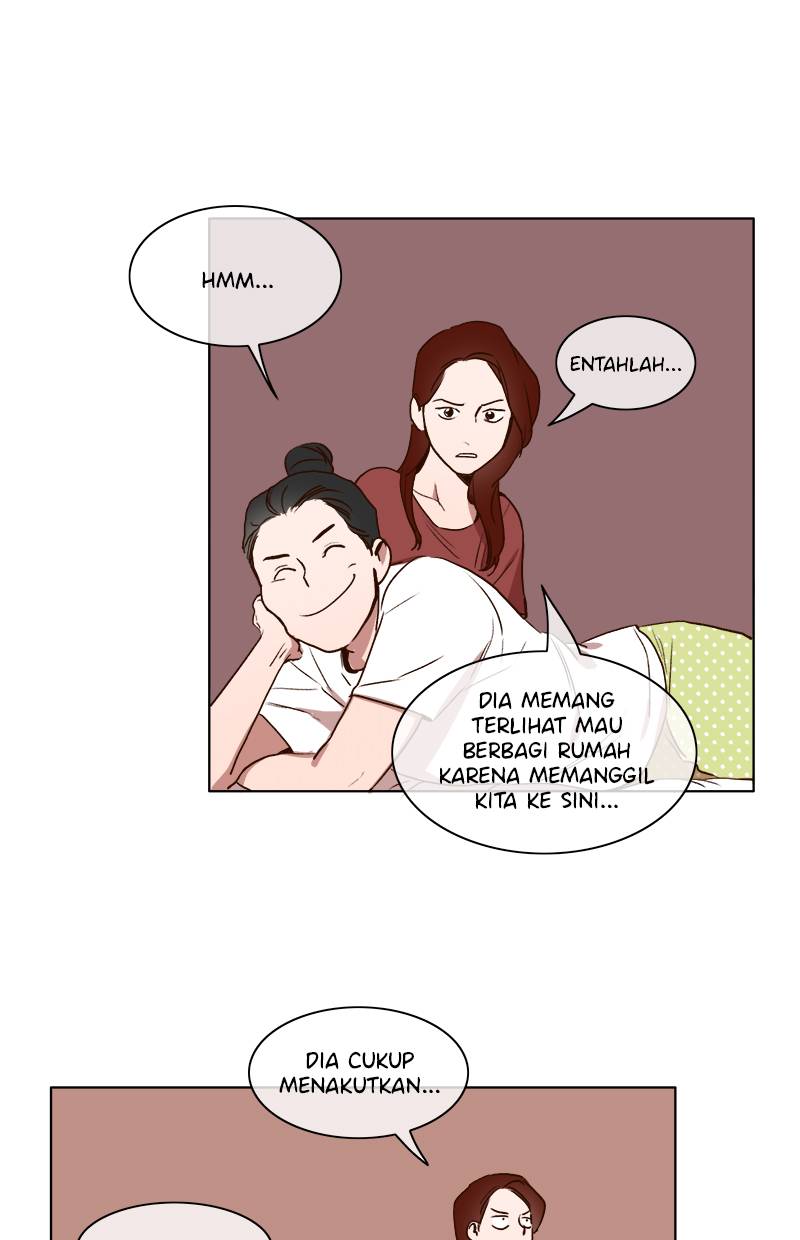 HMM...
ENTAHLAH...
DIA MEMANG
TERLIHAT MAU
BERBAGI RUMAH
KARENA MEMANGGIL
KITA KE SINI...
DIA CUKUP
MENAKUTKAN...